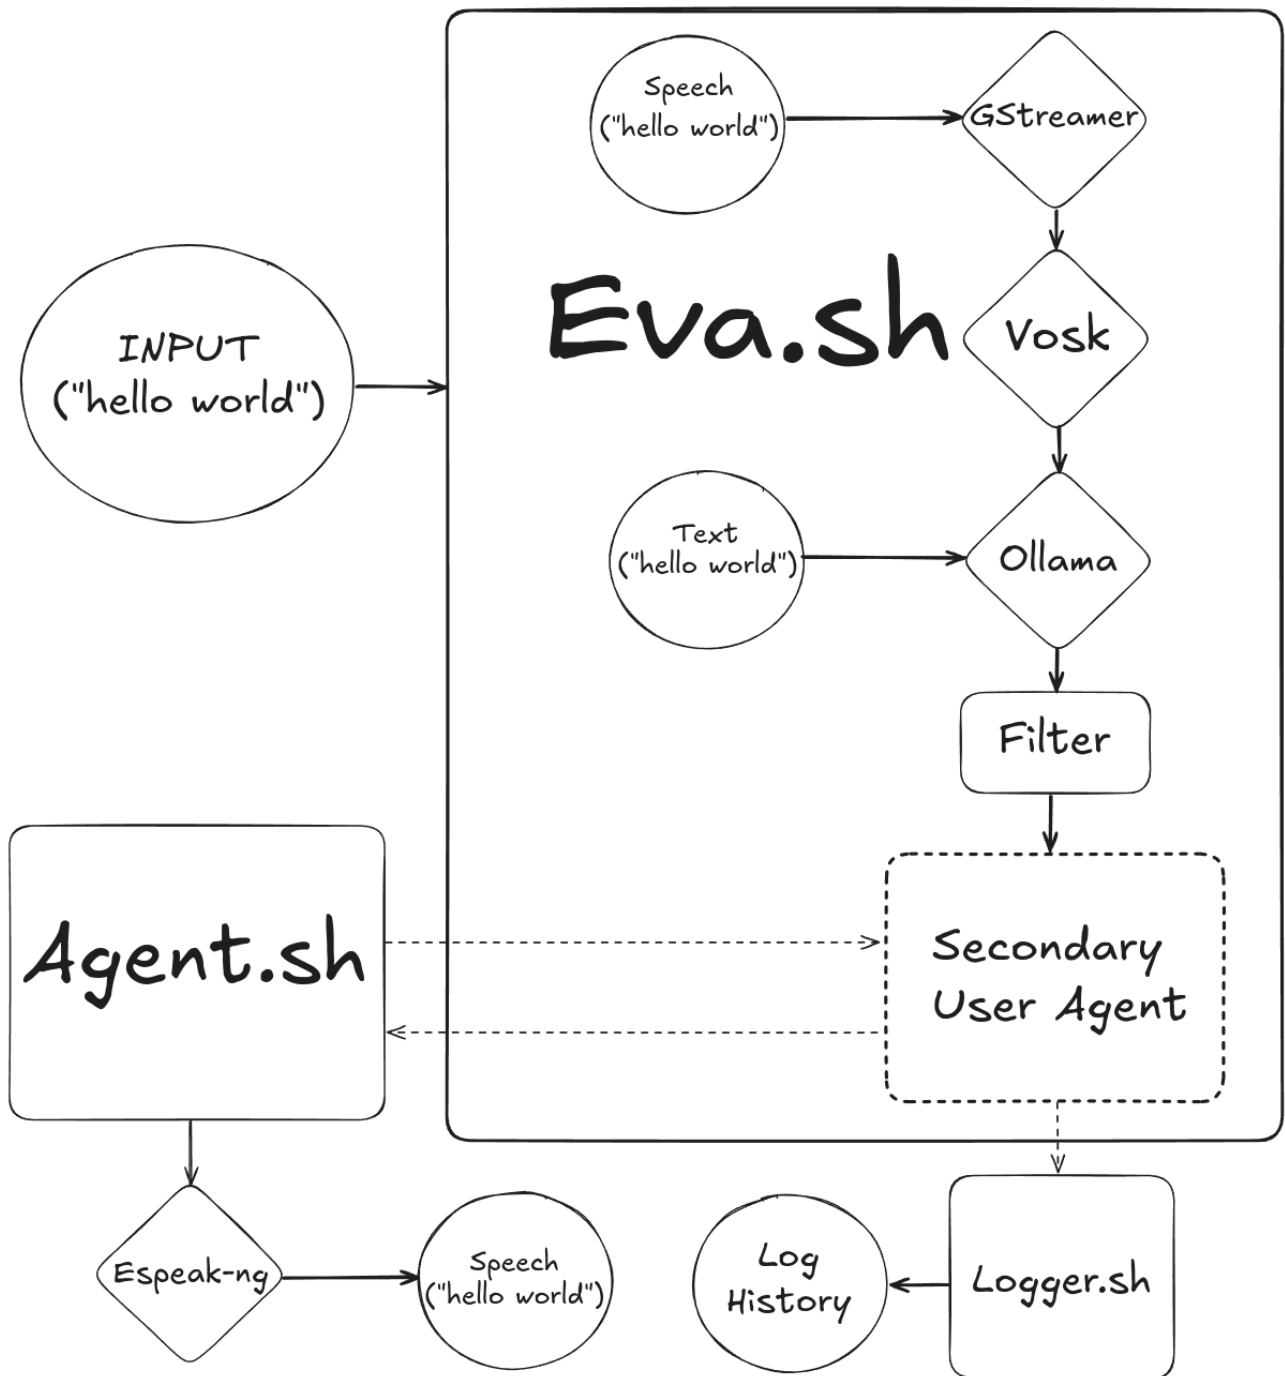 Speech
("hello world")
GStreamer
INPUT
("hello world")
Eva.sh
Vosk
Text
("hello world")
Ollama
Filter
Agent.sh
Secondary
User Agent
Espeak-ng
Speech
("hello world")
Log
History
Logger.sh